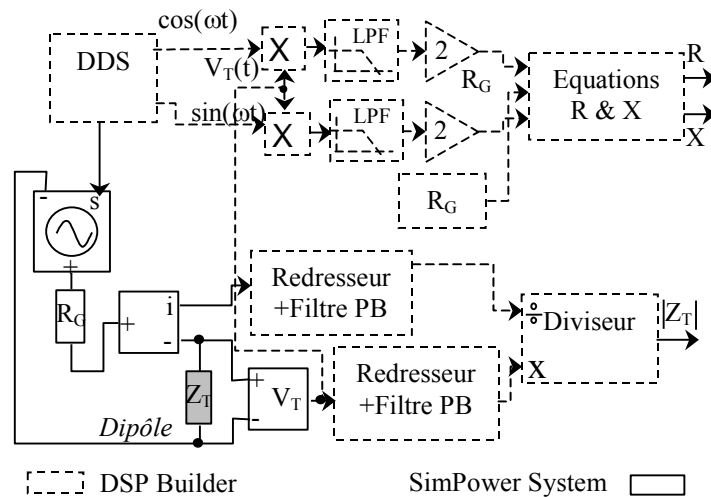 cos(ωt)
DDS
V_T(t)
sin(ωt)
X
X
LPF
LPF
2
2
R_G
Equations
R & X
R
X
R_G
- s
+
R_G
i
+
-
Z_T
Dipôle
+
V_T
-
Redresseur
+Filtre PB
Redresseur
+Filtre PB
÷
Diviseur
X
|Z_T|
DSP Builder
SimPower System